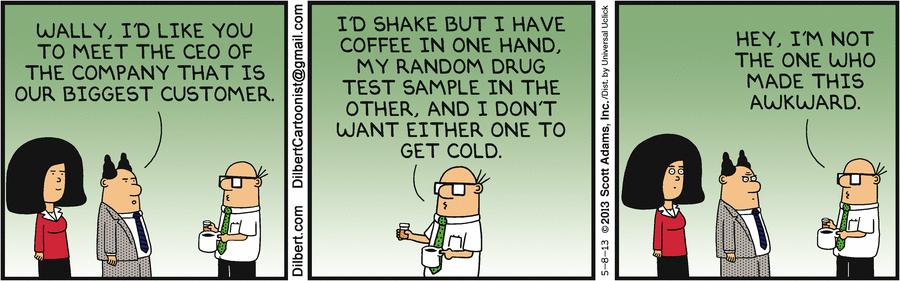 WALLY, I'D LIKE YOU
TO MEET THE CEO OF
THE COMPANY THAT IS
OUR BIGGEST CUSTOMER.
Dilbert.com DilbertCartoonist@gmail.com
I'D SHAKE BUT I HAVE
COFFEE IN ONE HAND,
MY RANDOM DRUG
TEST SAMPLE IN THE
OTHER, AND I DON'T
WANT EITHER ONE TO
GET COLD.
5-8-13 ©2013 Scott Adams, Inc./Dist. by Universal Uclick
HEY, I'M NOT
THE ONE WHO
MADE THIS
AWKWARD.